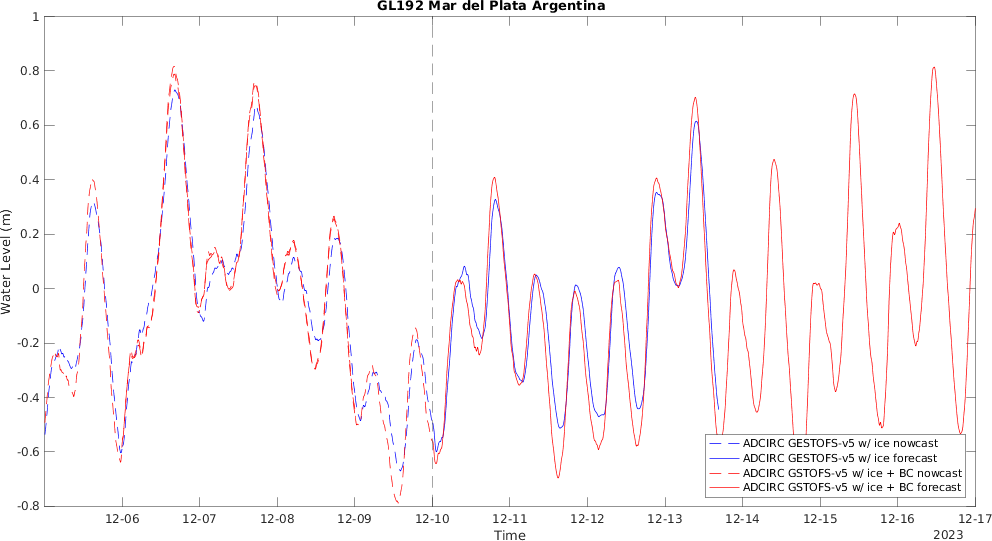 GL192 Mar del Plata Argentina
1
0.8
0.6
0.4
0.2
0
-0.2
-0.4
-0.6
-0.8
Water Level (m)
ADCIRC GESTOFS-v5 w/ ice nowcast
ADCIRC GESTOFS-v5 w/ ice forecast
ADCIRC GSTOFS-v5 w/ ice + BC nowcast
ADCIRC GSTOFS-v5 w/ ice + BC forecast
12-06 12-07 12-08 12-09 12-10 12-11 12-12 12-13 12-14 12-15 12-16 12-17
Time
2023